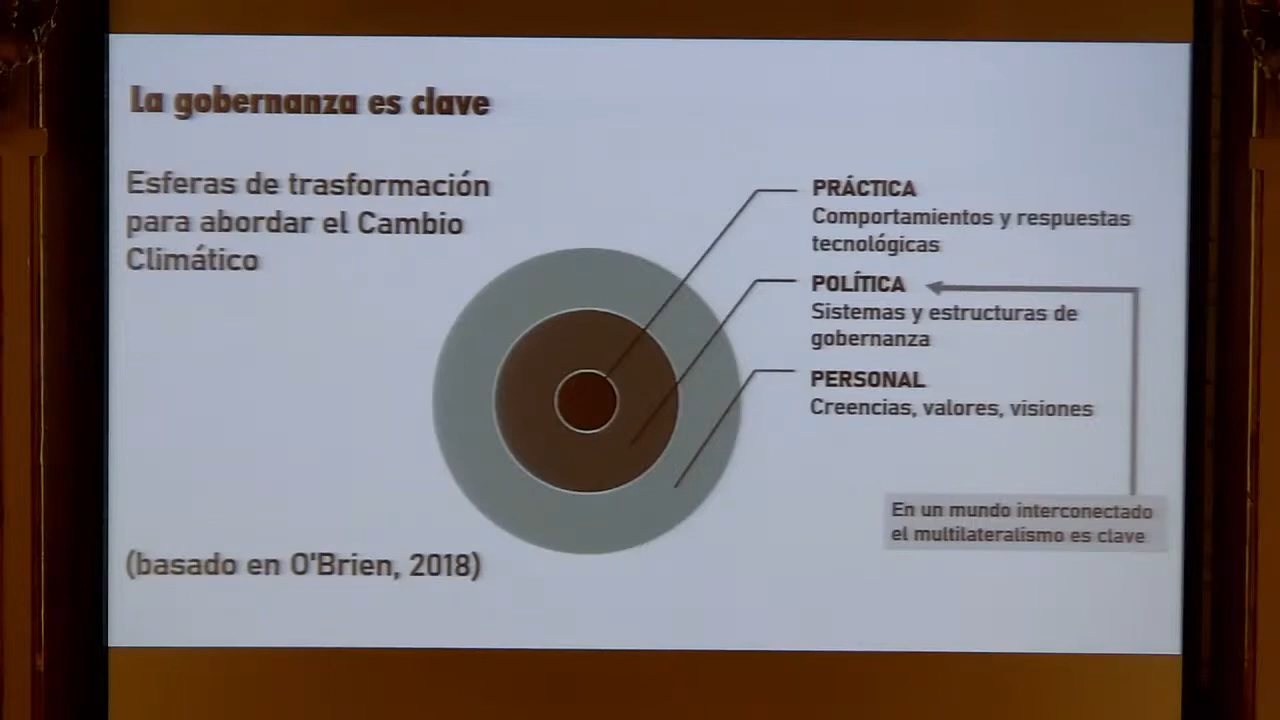 La gobernanza es clave
Esferas de trasformación
para abordar el Cambio
Climático
PRÁCTICA
Comportamientos y respuestas
tecnológicas
POLÍTICA
Sistemas y estructuras de
gobernanza
PERSONAL
Creencias, valores, visiones
En un mundo interconectado
el multilateralismo es clave
(basado en O'Brien, 2018)